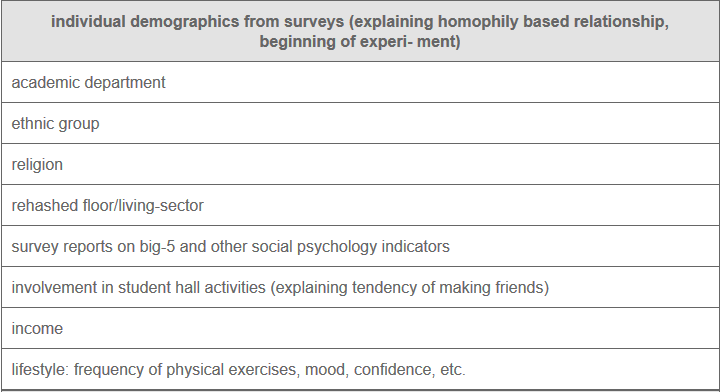 individual demographics from surveys (explaining homophily based relationship,
beginning of experi- ment)
academic department
ethnic group
religion
rehashed floor/living-sector
survey reports on big-5 and other social psychology indicators
involvement in student hall activities (explaining tendency of making friends)
income
lifestyle: frequency of physical exercises, mood, confidence, etc.